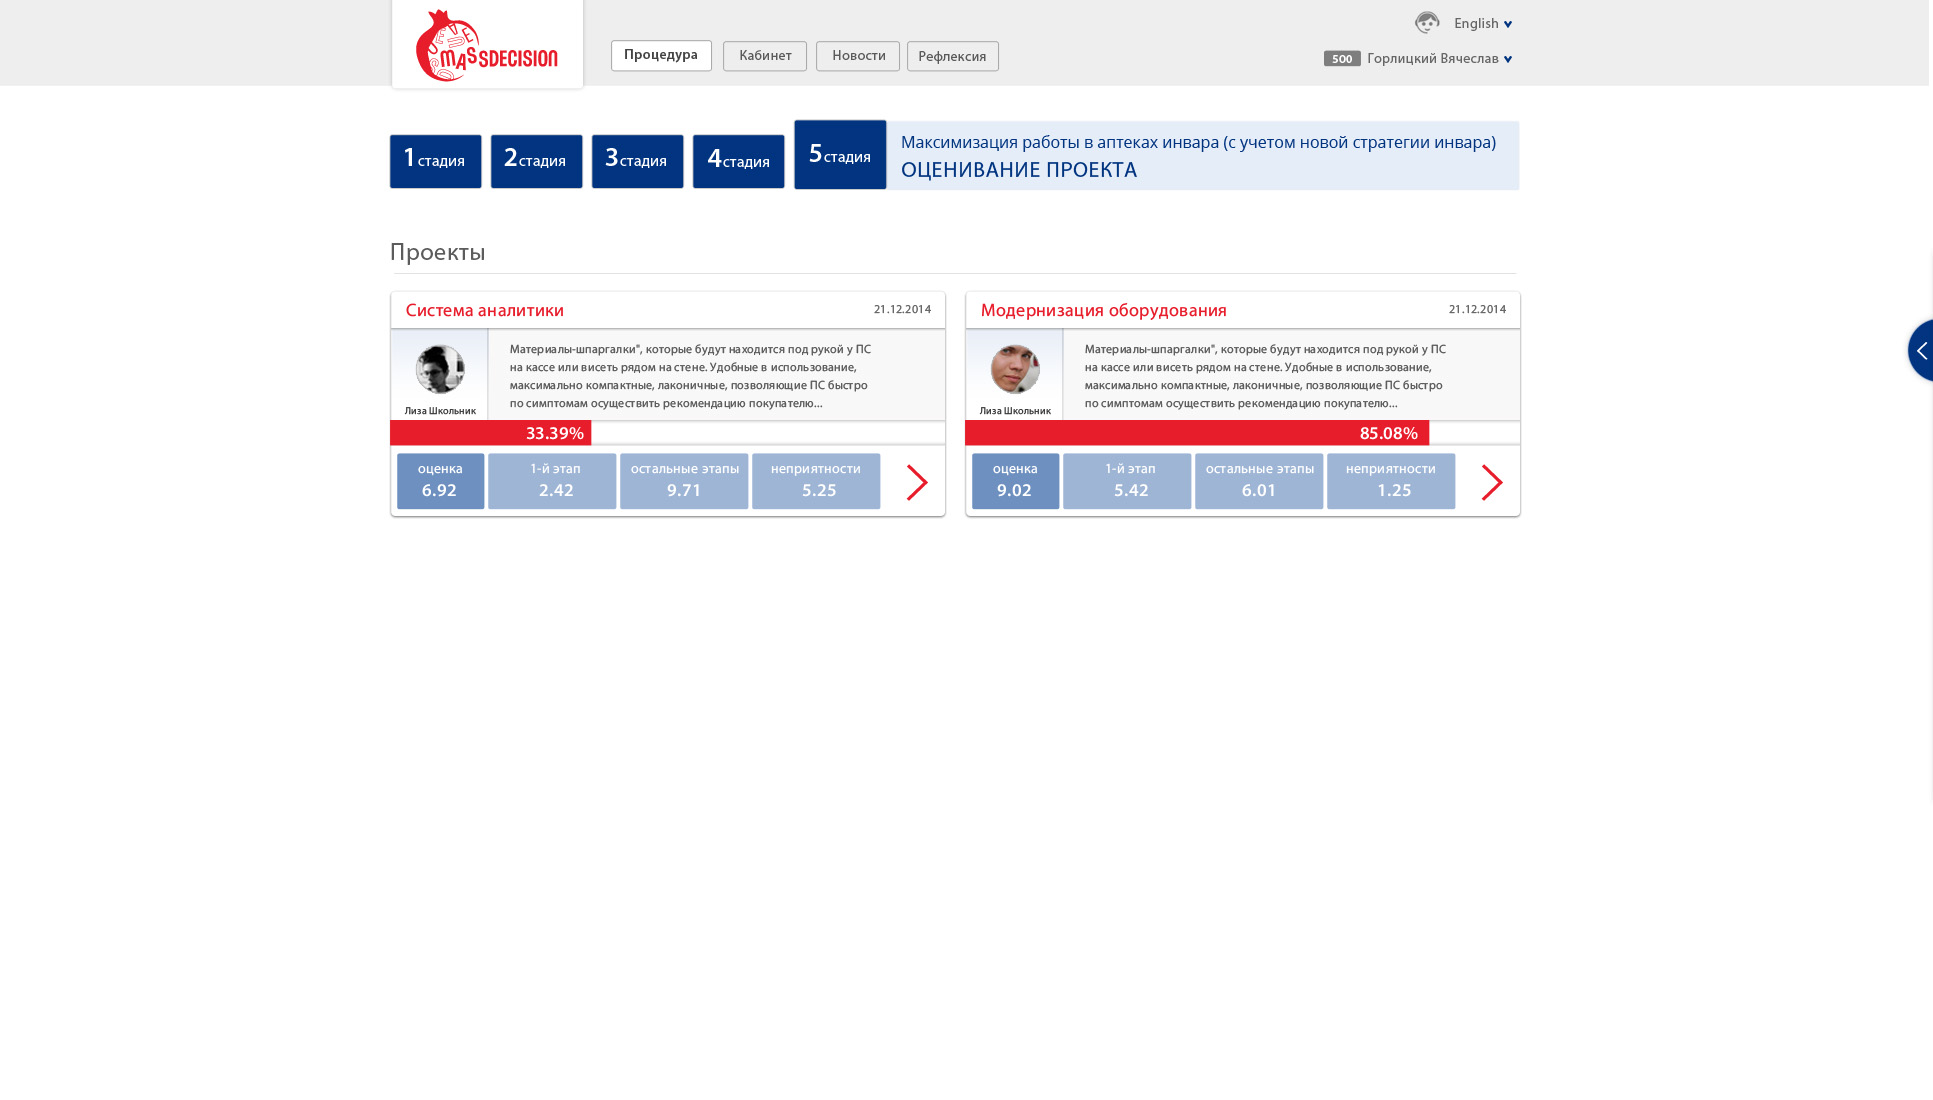 MASSDECISION
Процедура
Кабинет
Новости
Рефлексия
English
500 Горлицкий Вячеслав
1 стадия
2 стадия
3 стадия
4 стадия
5 стадия
Максимизация работы в аптеках инвара (с учетом новой стратегии инвара)
ОЦЕНИВАНИЕ ПРОЕКТА
Проекты
Система аналитики
21.12.2014
Лиза Школьник
Материалы-шпаргалки", которые будут находится под рукой у ПС
на кассе или висеть рядом на стене. Удобные в использование,
максимально компактные, лаконичные, позволяющие ПС быстро
по симптомам осуществить рекомендацию покупателю...
33.39%
оценка
6.92
1-й этап
2.42
остальные этапы
9.71
неприятности
5.25
Модернизация оборудования
21.12.2014
Лиза Школьник
Материалы-шпаргалки", которые будут находится под рукой у ПС
на кассе или висеть рядом на стене. Удобные в использование,
максимально компактные, лаконичные, позволяющие ПС быстро
по симптомам осуществить рекомендацию покупателю...
85.08%
оценка
9.02
1-й этап
5.42
остальные этапы
6.01
неприятности
1.25